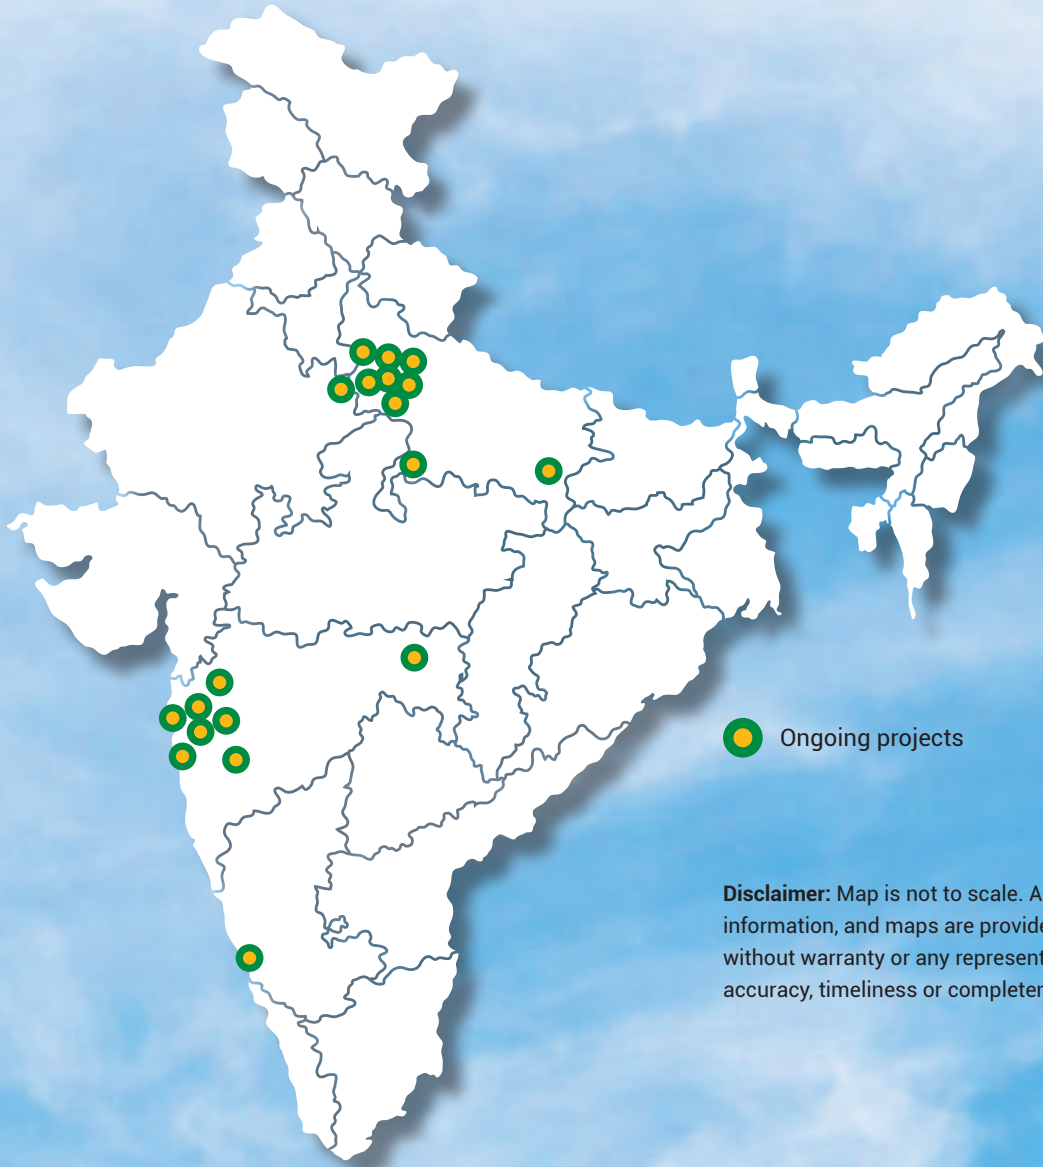 Ongoing projects
Disclaimer: Map is not to scale. A
information, and maps are provide
without warranty or any represent
accuracy, timeliness or completen